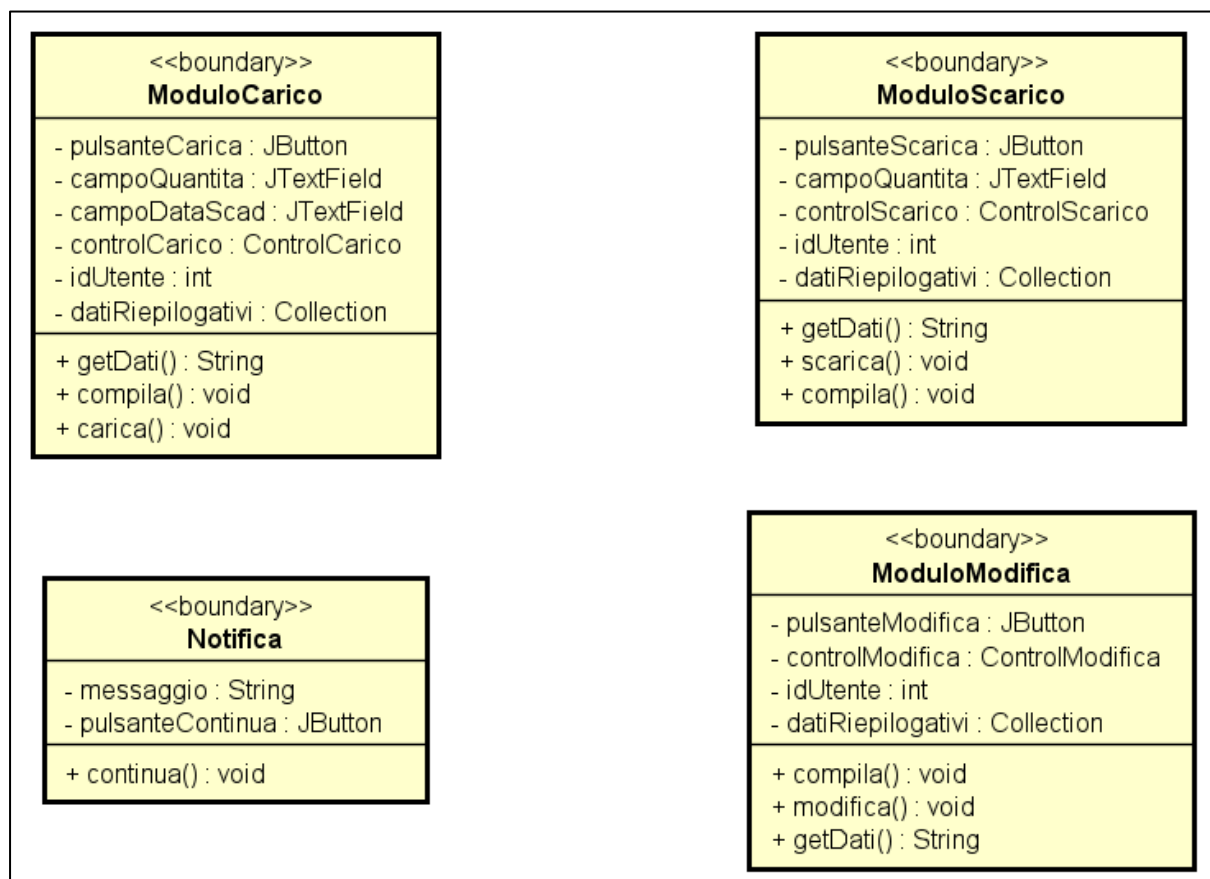 <<boundary>>
ModuloCarico
- pulsanteCarica : JButton
- campoQuantita : JTextField
- campoDataScad : JTextField
- controlCarico : ControlCarico
- idUtente : int
- datiRiepilogativi : Collection
+ getDati() : String
+ compila() : void
+ carica() : void
<<boundary>>
ModuloScarico
- pulsanteScarica : JButton
- campoQuantita : JTextField
- controlScarico : ControlScarico
- idUtente : int
- datiRiepilogativi : Collection
+ getDati() : String
+ scarica() : void
+ compila() : void
<<boundary>>
Notifica
- messaggio : String
- pulsanteContinua : JButton
+ continua() : void
<<boundary>>
ModuloModifica
- pulsanteModifica : JButton
- controlModifica : ControlModifica
- idUtente : int
- datiRiepilogativi : Collection
+ compila() : void
+ modifica() : void
+ getDati() : String